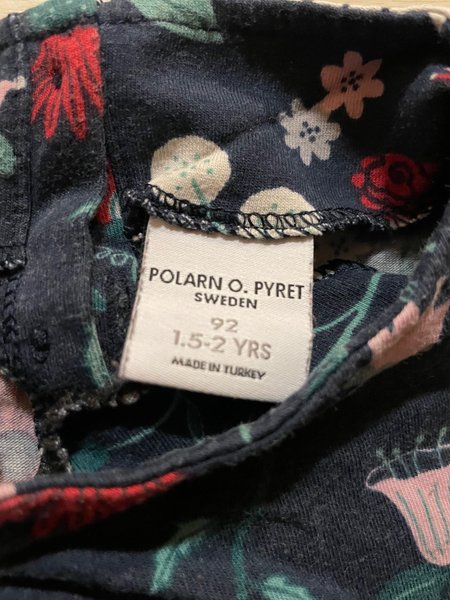 POLARN O. PYRET
SWEDEN
92
1.5-2 YRS
MADE IN TURKEY